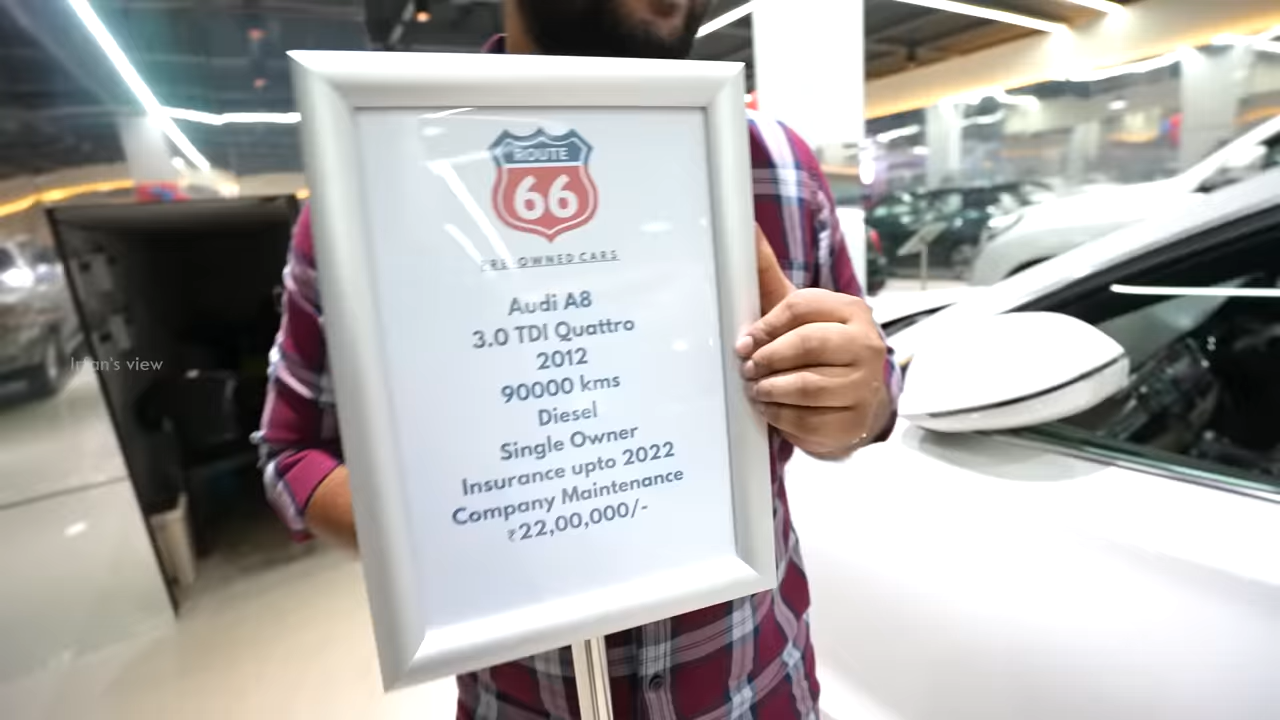 ROUTE
66
PRE OWNED CARS
Audi A8
3.0 TDI Quattro
2012
90000 kms
Diesel
Single Owner
Insurance upto 2022
Company Maintenance
₹22,00,000/-
Iman's view